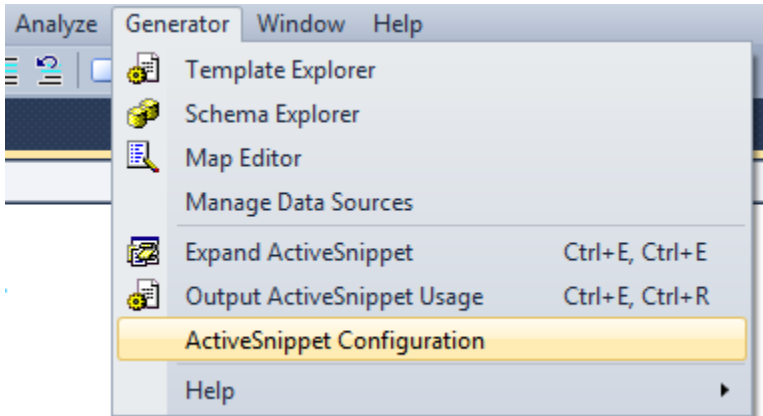 Analyze Generator Window Help
Template Explorer
Schema Explorer
Map Editor
Manage Data Sources
Expand ActiveSnippet Ctrl+E, Ctrl+E
Output ActiveSnippet Usage Ctrl+E, Ctrl+R
ActiveSnippet Configuration
Help